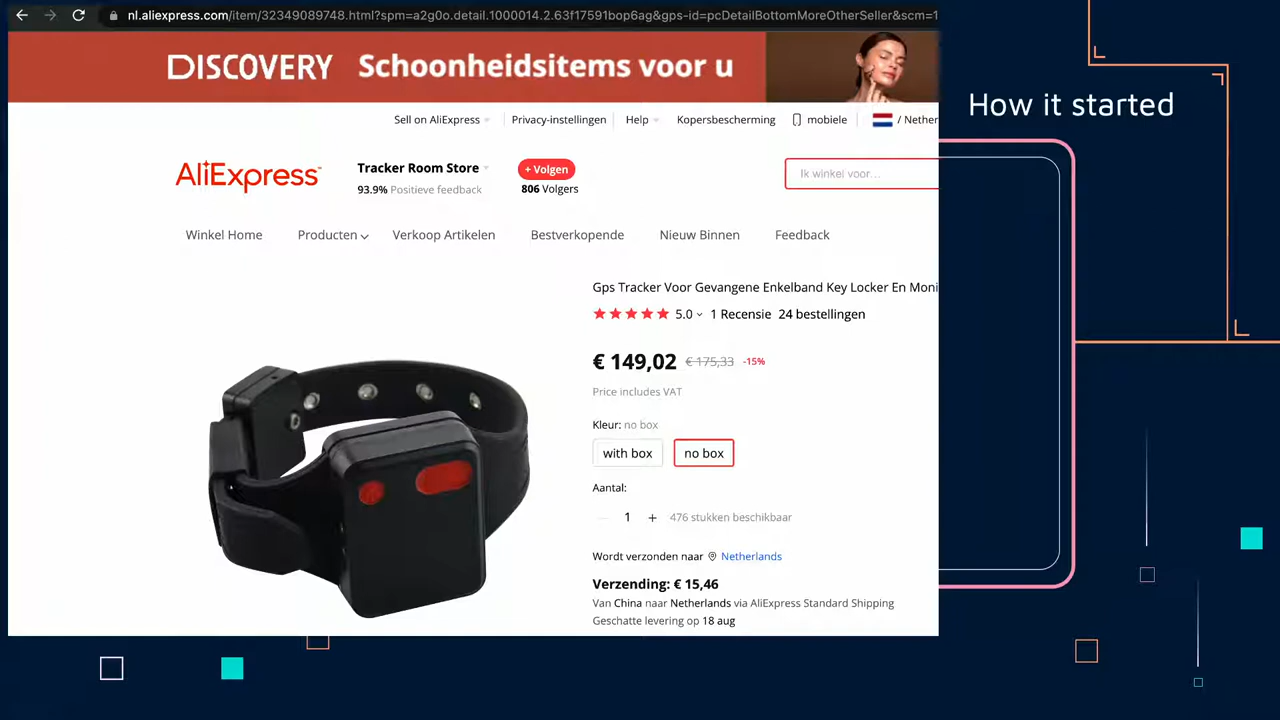 nl.aliexpress.com/item/32349089748.html?spm=a2g0o.detail.1000014.2.63f17591bop6ag&gps-id=pcDetailBottomMoreOtherSeller&scm=1
DISCOVERY Schoonheidsitems voor u
How it started
Sell on AliExpress Privacy-instellingen Help Kopersbescherming mobiele / Nether
AliExpress
Tracker Room Store
+ Volgen
93.9% Positieve feedback
806 Volgers
Ik winkel voor...
Winkel Home Producten Verkoop Artikelen Bestverkopende Nieuw Binnen Feedback
Gps Tracker Voor Gevangene Enkelband Key Locker En Moni
5.0 1 Recensie 24 bestellingen
€ 149,02 € 175,33 -15%
Price includes VAT
Kleur: no box
with box no box
Aantal:
1 + 476 stukken beschikbaar
Wordt verzonden naar Netherlands
Verzending: € 15,46
Van China naar Netherlands via AliExpress Standard Shipping
Geschatte levering op 18 aug